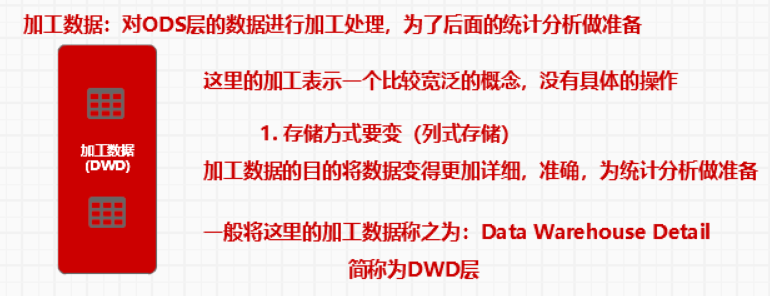 加工数据：对ODS层的数据进行加工处理，为了后面的统计分析做准备
这里的加工表示一个比较宽泛的概念，没有具体的操作
1. 存储方式要变（列式存储）
加工数据
(DWD)
加工数据的目的将数据变得更加详细，准确，为统计分析做准备
一般将这里的加工数据称之为：Data Warehouse Detail
简称为DWD层